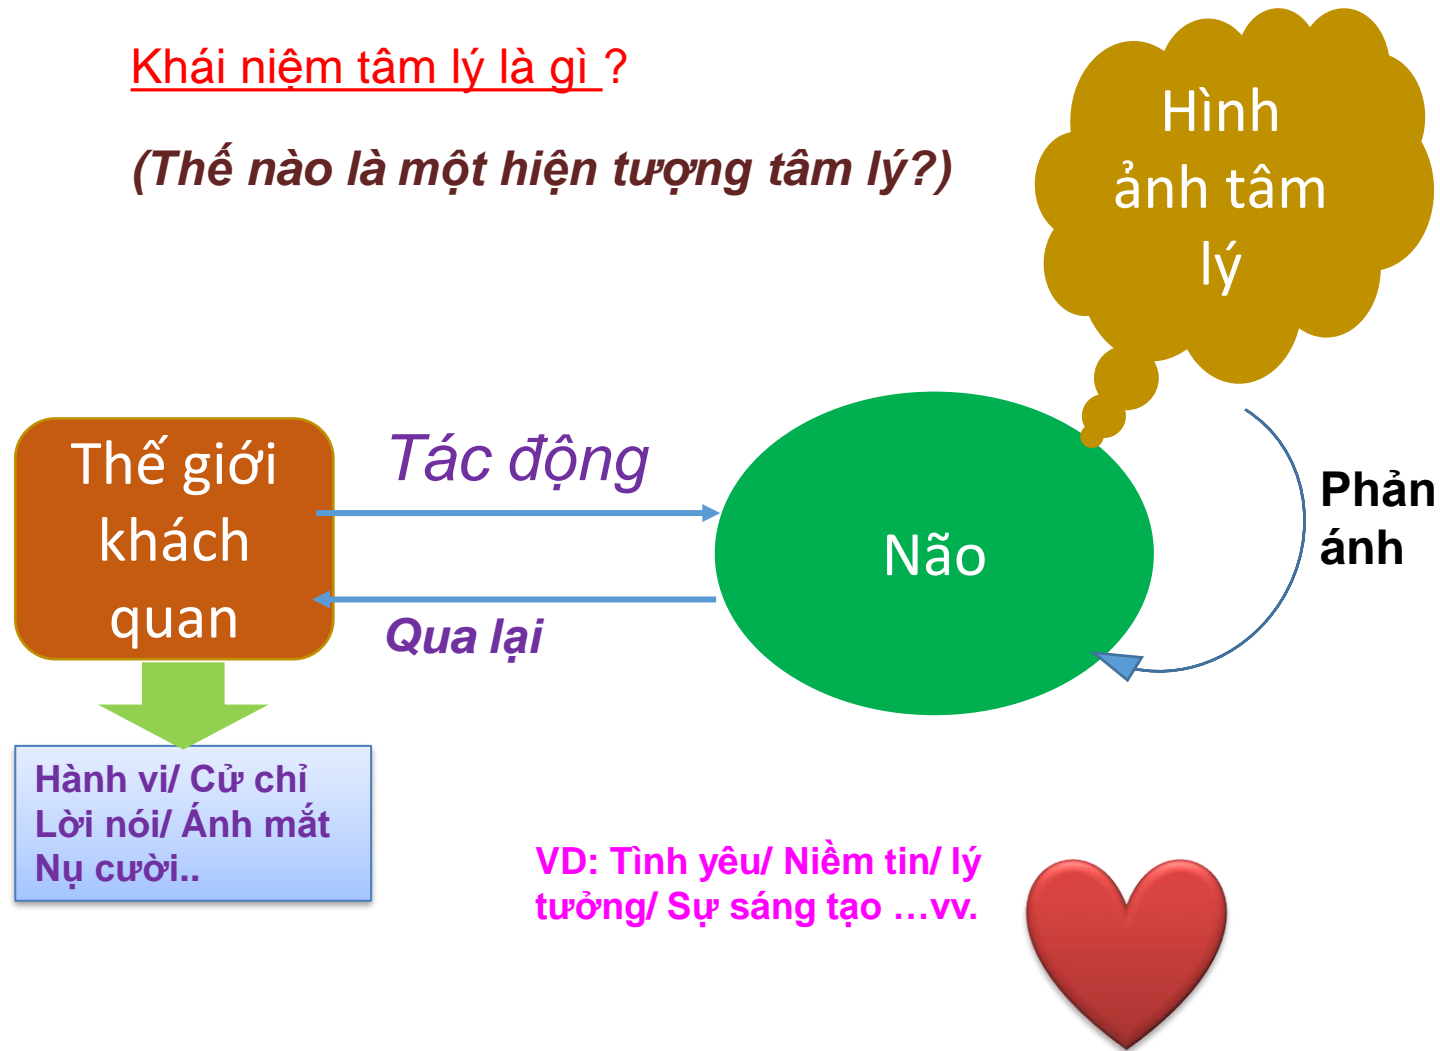 Khái niệm tâm lý là gì ?
(Thế nào là một hiện tượng tâm lý?)
Hình
ảnh tâm
lý
Thế giới
khách
quan
Tác động
Qua lại
Não
Phản
ánh
Hành vi/ Cử chỉ
Lời nói/ Ánh mắt
Nụ cười..
VD: Tình yêu/ Niềm tin/ lý
tưởng/ Sự sáng tạo ...vv.